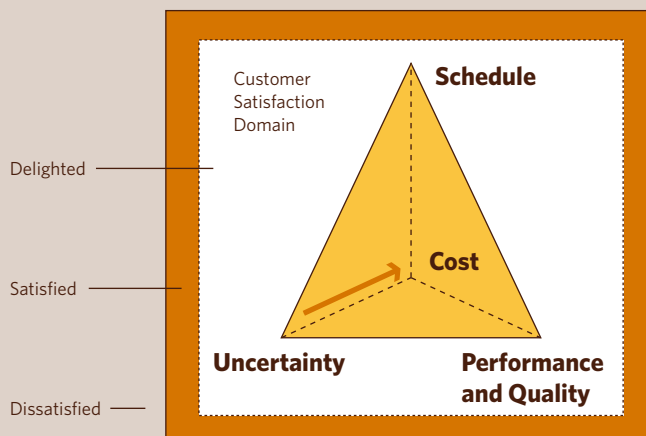 Customer
Satisfaction
Domain
Schedule
Delighted
Cost
Satisfied
Uncertainty
Performance
and Quality
Dissatisfied